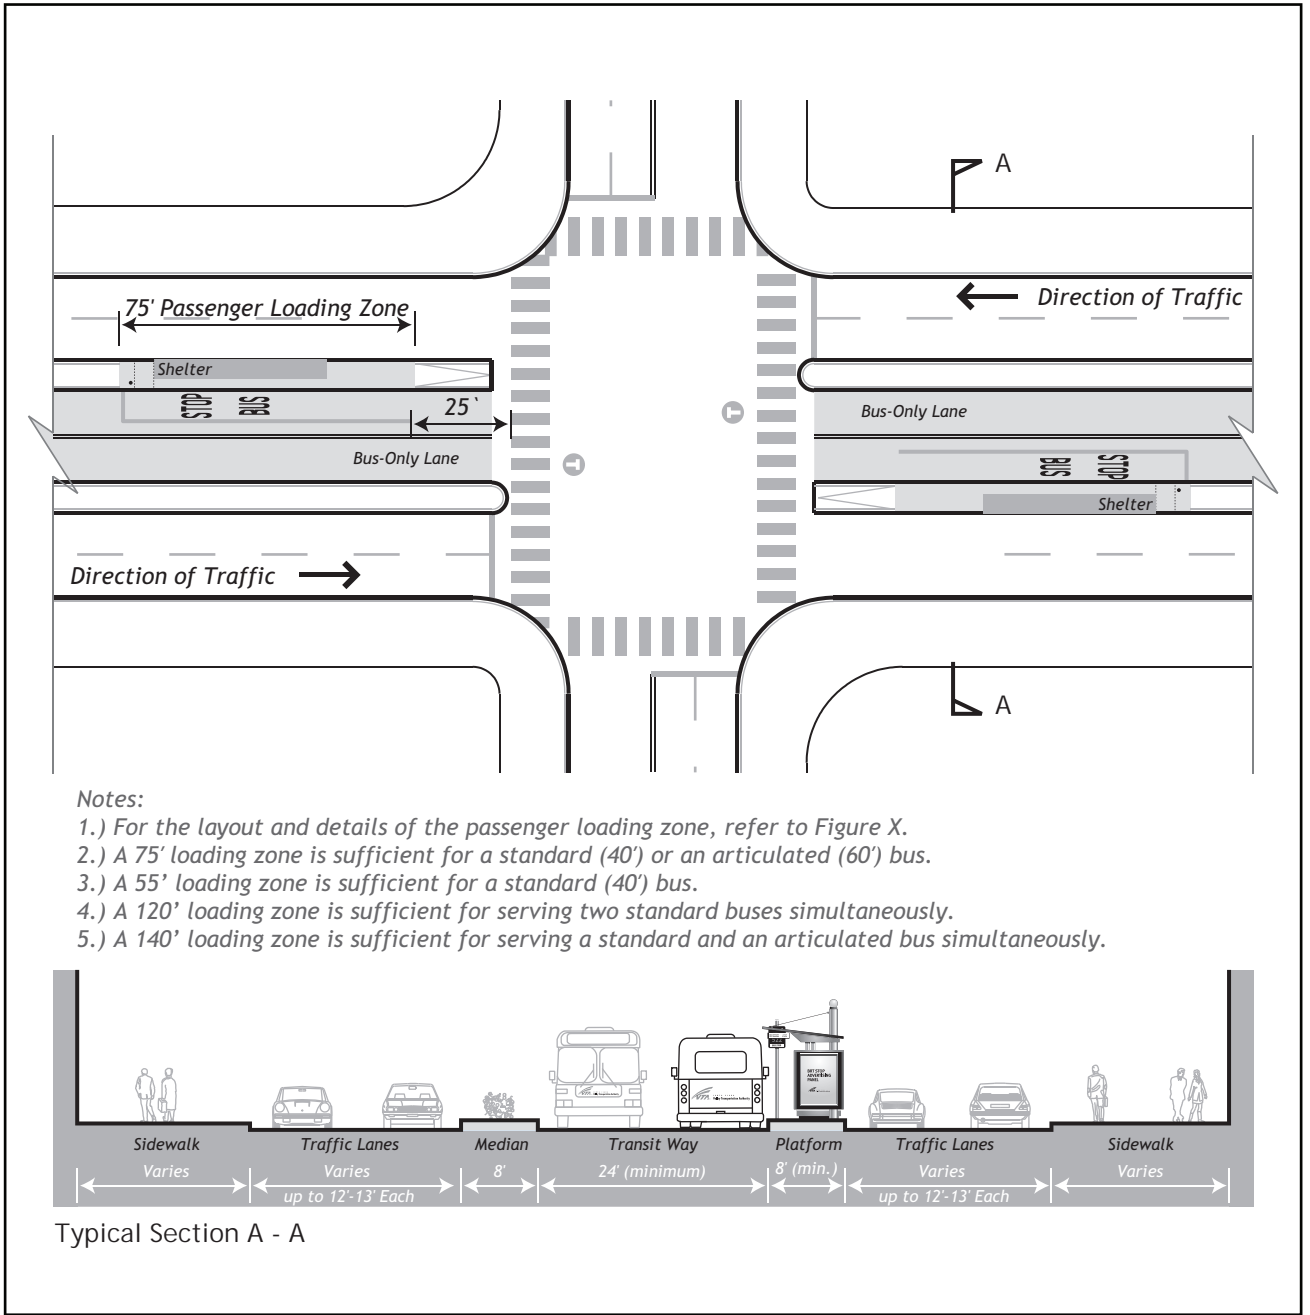 A
75' Passenger Loading Zone
Direction of Traffic
Shelter
STOP
BUS
25`
T
Bus-Only Lane
Bus-Only Lane
T
BUS
STOP
Shelter
Direction of Traffic
A
Notes:
1.) For the layout and details of the passenger loading zone, refer to Figure X.
2.) A 75' loading zone is sufficient for a standard (40') or an articulated (60') bus.
3.) A 55’ loading zone is sufficient for a standard (40') bus.
4.) A 120’ loading zone is sufficient for serving two standard buses simultaneously.
5.) A 140’ loading zone is sufficient for serving a standard and an articulated bus simultaneously.
BRT STOP
ADVERTISING
PANEL
VTA
Sidewalk
Traffic Lanes
Median
Transit Way
Platform
Traffic Lanes
Sidewalk
Varies
Varies
8'
24' (minimum)
8' (min.)
Varies
Varies
up to 12'-13' Each
up to 12'-13' Each
Typical Section A - A